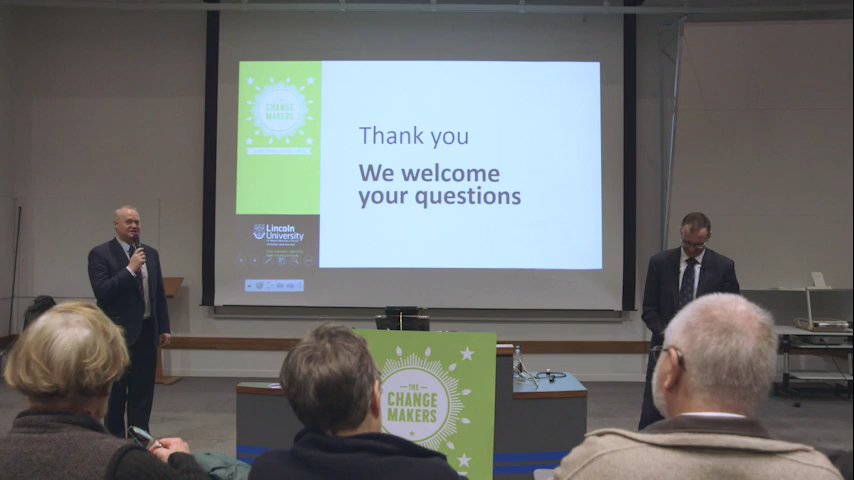 THE
CHANGE
MAKERS
Thank you
We welcome
your questions
Lincoln
University
THE
CHANGE
MAKERS